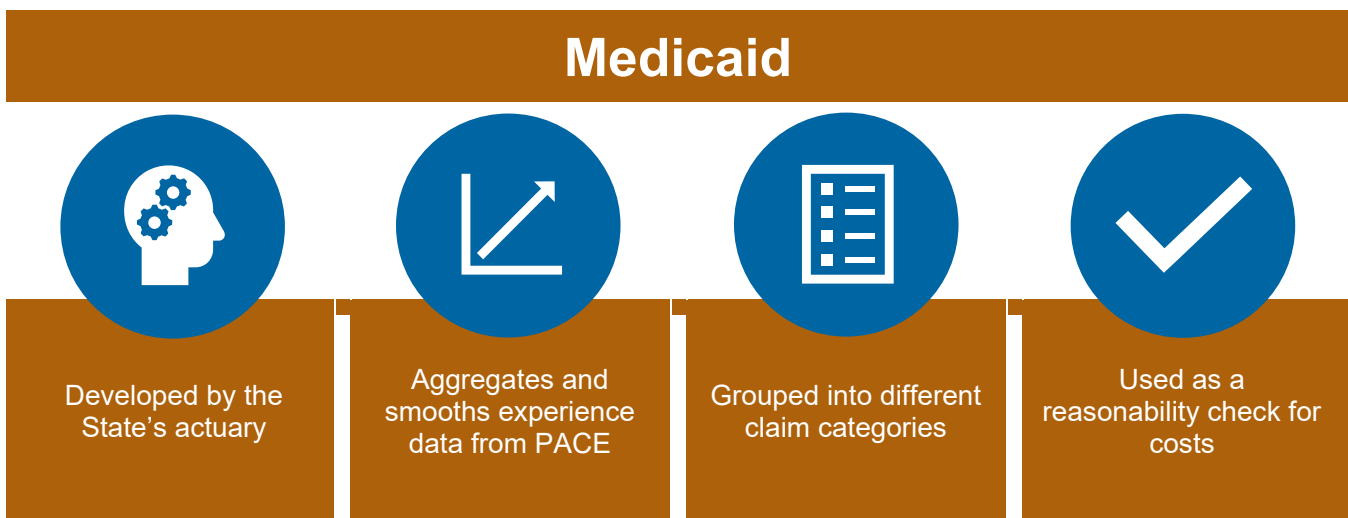 Medicaid
Developed by the
State’s actuary
Aggregates and
smooths experience
data from PACE
Grouped into different
claim categories
Used as a
reasonability check for
costs